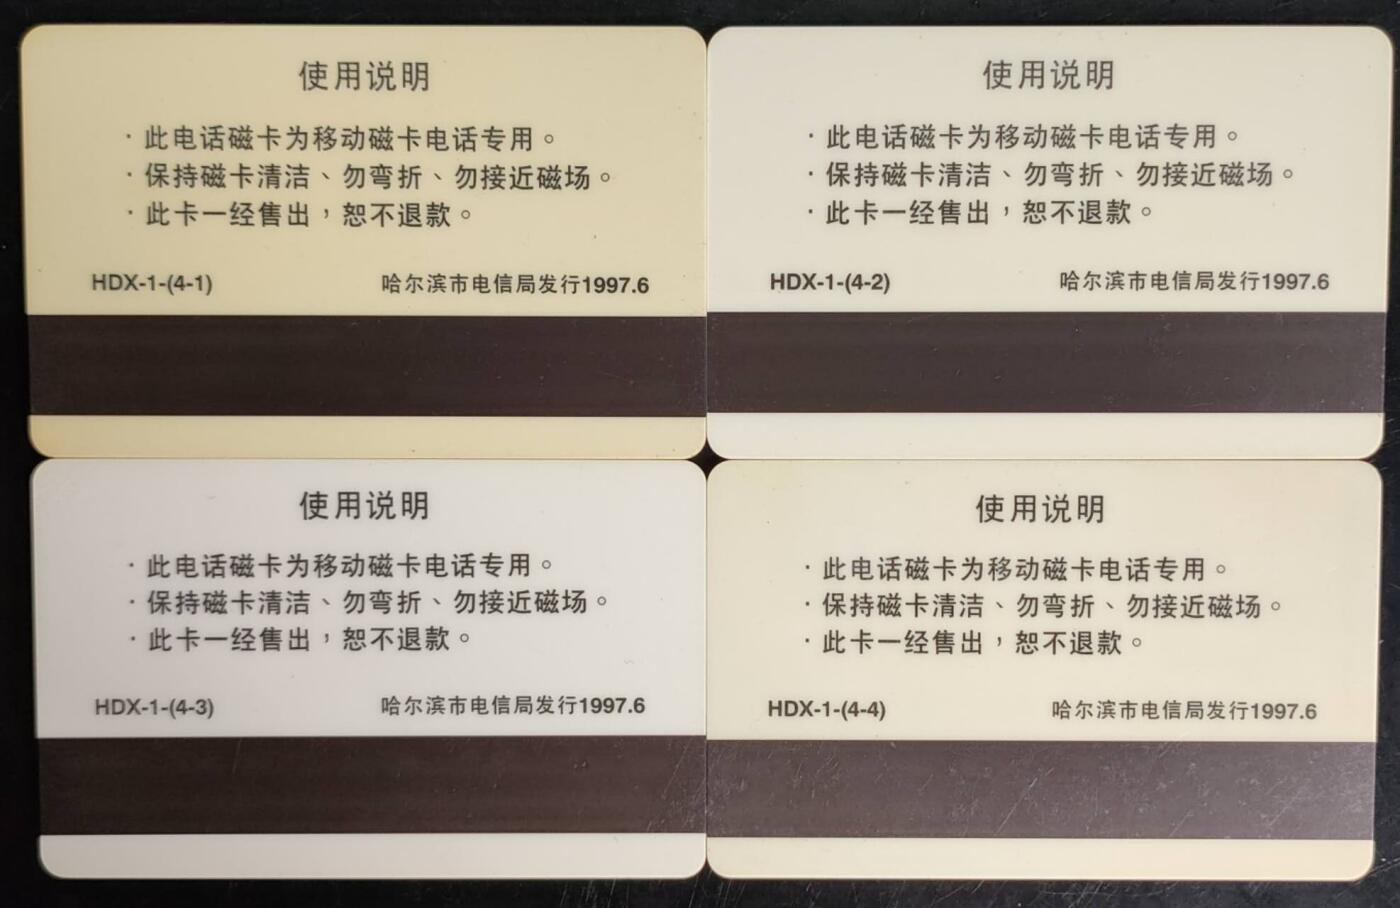 使用说明
·此电话磁卡为移动磁卡电话专用。
·保持磁卡清洁、勿弯折、勿接近磁场。
·此卡一经售出，恕不退款。
HDX-1-(4-1) 哈尔滨市电信局发行1997.6
使用说明
·此电话磁卡为移动磁卡电话专用。
·保持磁卡清洁、勿弯折、勿接近磁场。
·此卡一经售出，恕不退款。
HDX-1-(4-2) 哈尔滨市电信局发行1997.6
使用说明
·此电话磁卡为移动磁卡电话专用。
·保持磁卡清洁、勿弯折、勿接近磁场。
·此卡一经售出，恕不退款。
HDX-1-(4-3) 哈尔滨市电信局发行1997.6
使用说明
·此电话磁卡为移动磁卡电话专用。
·保持磁卡清洁、勿弯折、勿接近磁场。
·此卡一经售出，恕不退款。
HDX-1-(4-4) 哈尔滨市电信局发行1997.6